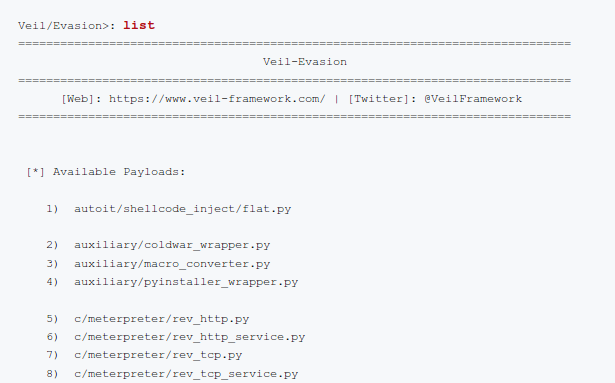 Veil/Evasion>: list
===============================================================================
Veil-Evasion
===============================================================================
[Web]: https://www.veil-framework.com/ | [Twitter]: @VeilFramework
===============================================================================
[*] Available Payloads:
1) autoit/shellcode_inject/flat.py
2) auxiliary/coldwar_wrapper.py
3) auxiliary/macro_converter.py
4) auxiliary/pyinstaller_wrapper.py
5) c/meterpreter/rev_http.py
6) c/meterpreter/rev_http_service.py
7) c/meterpreter/rev_tcp.py
8) c/meterpreter/rev_tcp_service.py